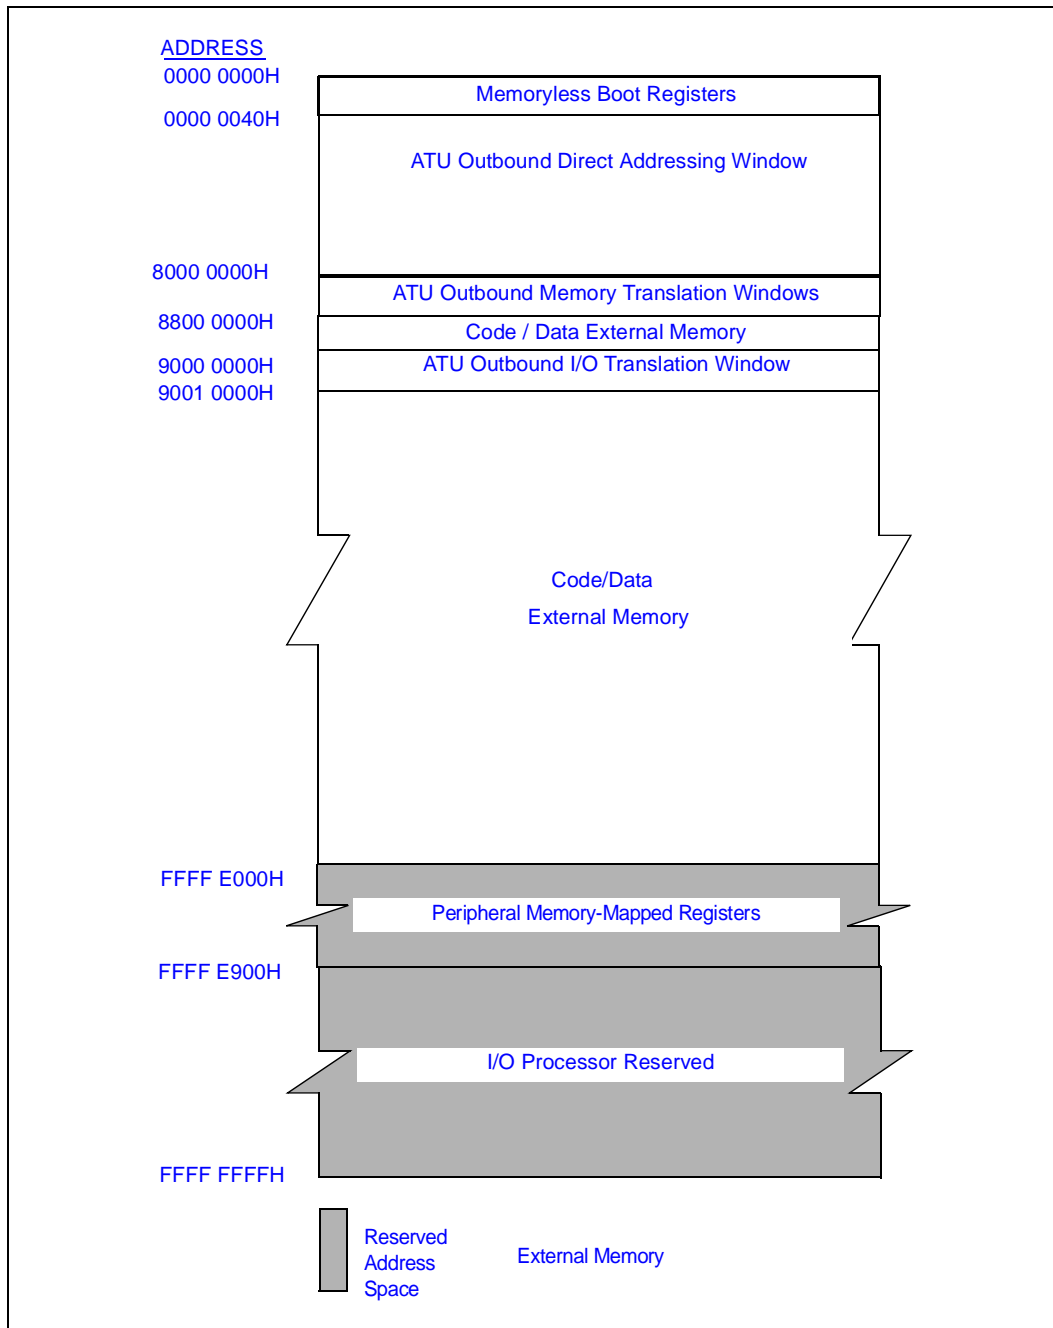 ADDRESS
0000 0000H
Memoryless Boot Registers
0000 0040H
ATU Outbound Direct Addressing Window
8000 0000H
ATU Outbound Memory Translation Windows
8800 0000H
Code / Data External Memory
9000 0000H
ATU Outbound I/O Translation Window
9001 0000H
Code/Data
External Memory
FFFF E000H
Peripheral Memory-Mapped Registers
FFFF E900H
I/O Processor Reserved
FFFF FFFFH
Reserved
Address
Space
External Memory